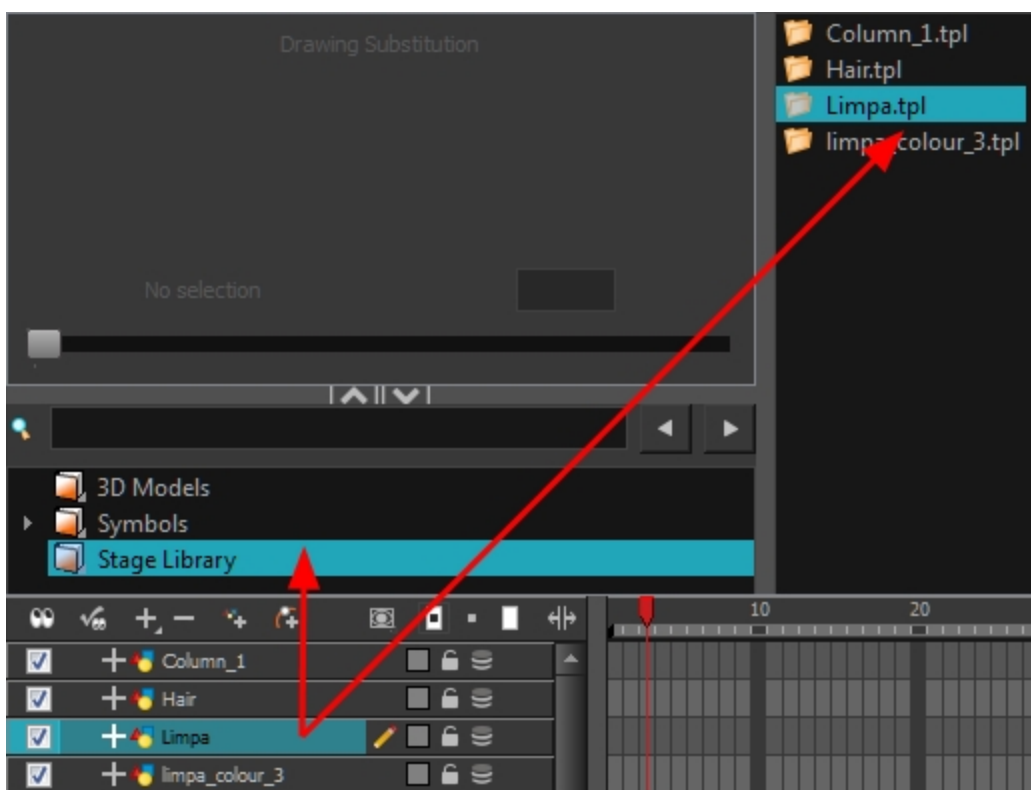 Drawing Substitution
No selection
Column_1.tpl
Hair.tpl
Limpa.tpl
limpa_colour_3.tpl
3D Models
Symbols
Stage Library
10 20
Column_1
Hair
Limpa
limpa_colour_3